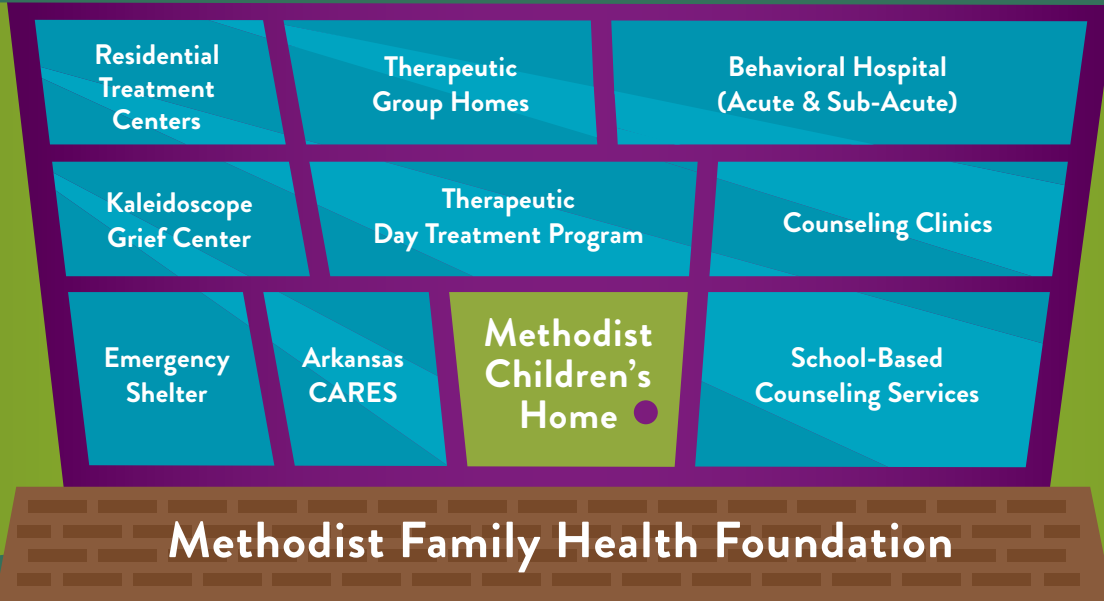 Residential
Treatment
Centers
Therapeutic
Group Homes
Behavioral Hospital
(Acute & Sub-Acute)
Kaleidoscope
Grief Center
Therapeutic
Day Treatment Program
Counseling Clinics
Emergency
Shelter
Arkansas
CARES
Methodist
Children's
Home
School-Based
Counseling Services
Methodist Family Health Foundation